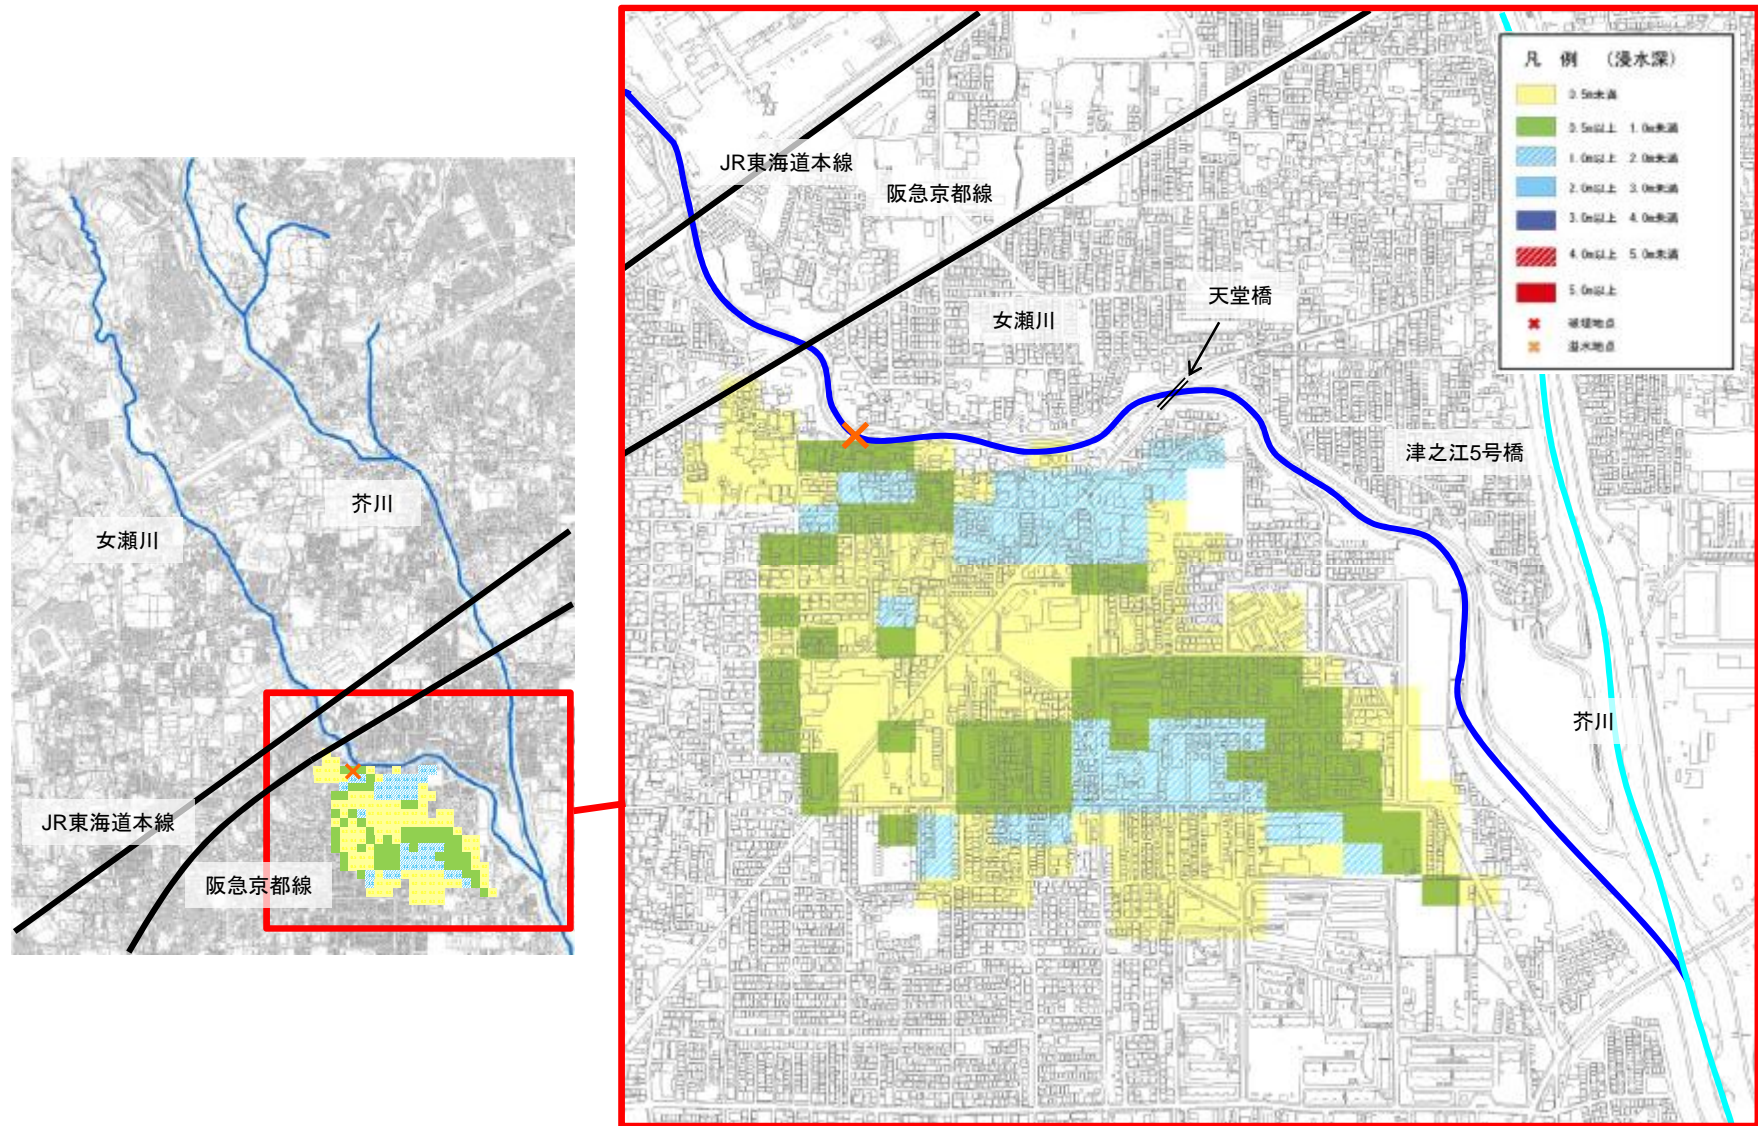 女瀬川
芥川
JR東海道本線
阪急京都線
JR東海道本線
阪急京都線
女瀬川
天堂橋
津之江5号橋
芥川
凡 例 (浸水深)
0.5m未満
0.5m以上 1.0m未満
1.0m以上 2.0m未満
2.0m以上 3.0m未満
3.0m以上 4.0m未満
4.0m以上 5.0m未満
5.0m以上
破堤地点
溢水地点